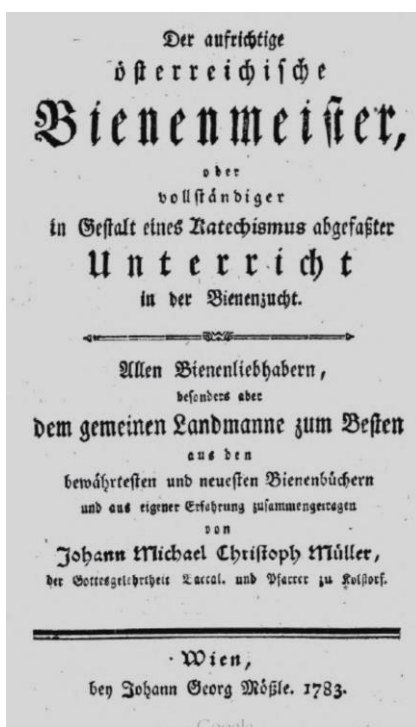 Der aufrichtige
österreichische
Bienenmeister,
oder
vollständiger
in Gestalt eines Katechismus abgefaßter
Unterricht
in der Bienenzucht.
Allen Bienenliebhabern,
besonders aber
dem gemeinen Landmanne zum Besten
aus den
bewährtesten und neuesten Bienenbüchern
und aus eigener Erfahrung zusammengetragen
von
Johann Michael Christoph Müller,
der Gottesgelehrtheit Baccal. und Pfarrer zu
Wien,
bey Johann Georg Mößle. 1783.
Google